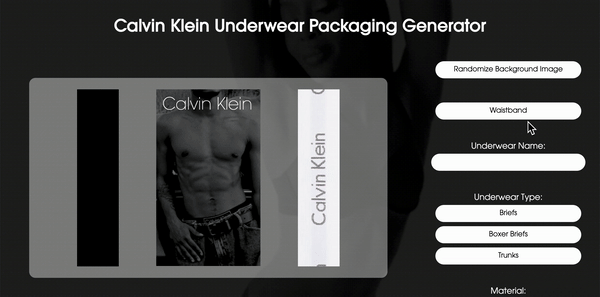 Calvin Klein Underwear Packaging Generator
Calvin Klein
Calvin Klein
Randomize Background Image
Waistband
Underwear Name:
Underwear Type:
Briefs
Boxer Briefs
Trunks
Material: